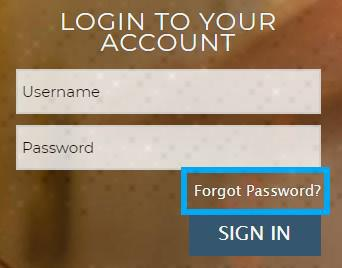 LOGIN TO YOUR
ACCOUNT
Username
Password
Forgot Password?
SIGN IN